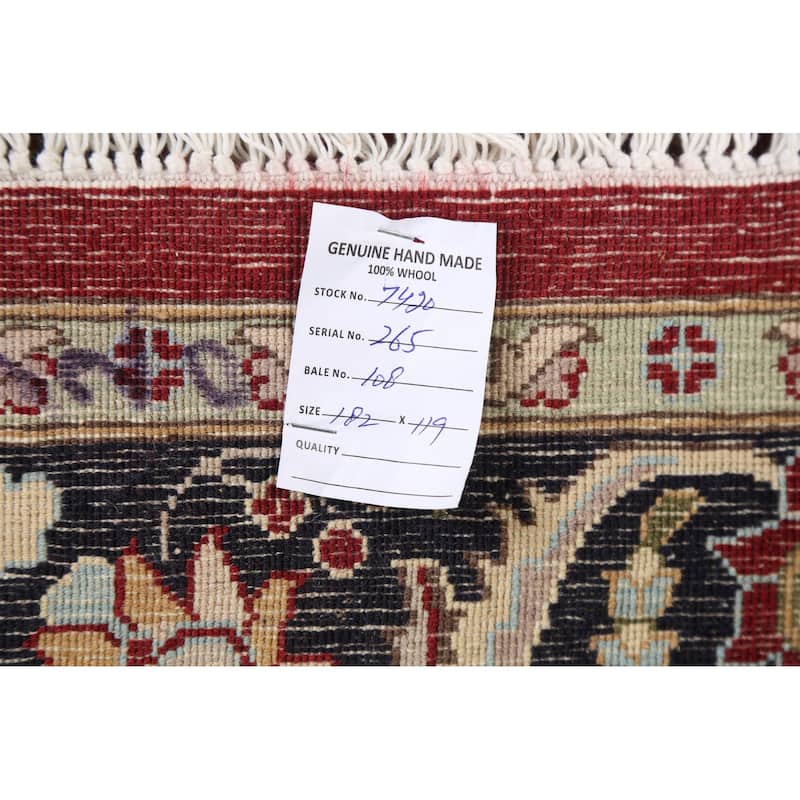 GENUINE HAND MADE
100% WHOOL
STOCK No. 7420
SERIAL No. 265
BALE No. 108
SIZE 182 X 119
QUALITY